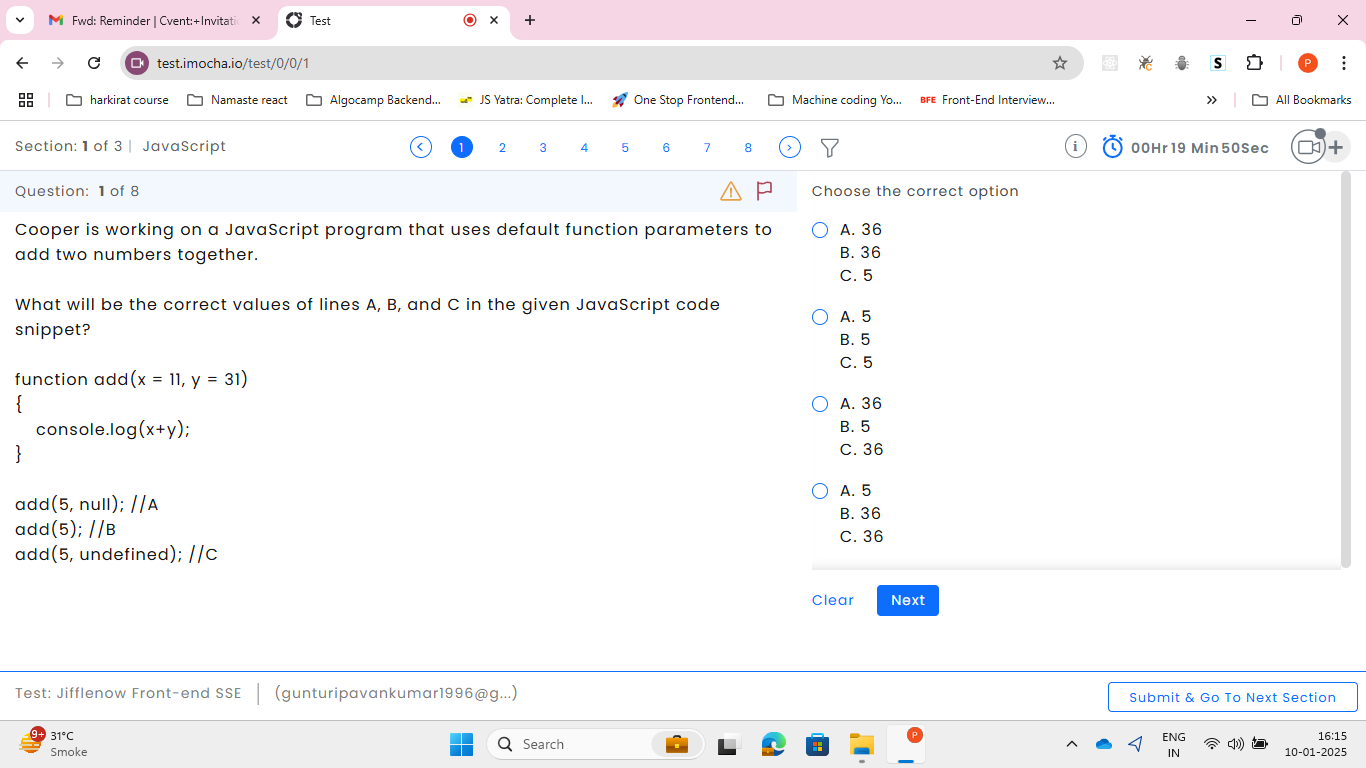 Fwd: Reminder | Cvent:+Invitati
Test
test.imocha.io/test/0/0/1
S
P
harkirat course
Namaste react
Algocamp Backend...
JS Yatra: Complete I...
One Stop Frontend...
Machine coding Yo...
BFE Front-End Interview...
All Bookmarks
Section: 1 of 3 | JavaScript
1 2 3 4 5 6 7 8
00Hr 19 Min 50Sec
Question: 1 of 8
Cooper is working on a JavaScript program that uses default function parameters to
add two numbers together.
What will be the correct values of lines A, B, and C in the given JavaScript code
snippet?
function add(x = 11, y = 31)
{
console.log(x+y);
}
add(5, null); //A
add(5); //B
add(5, undefined); //C
Choose the correct option
A. 36
B. 36
C. 5
A. 5
B. 5
C. 5
A. 36
B. 5
C. 36
A. 5
B. 36
C. 36
Clear
Next
Test: Jifflenow Front-end SSE | (gunturipavankumar1996@g...)
Submit & Go To Next Section
9+
31°C
Smoke
Search
P
ENG
IN
16:15
10-01-2025